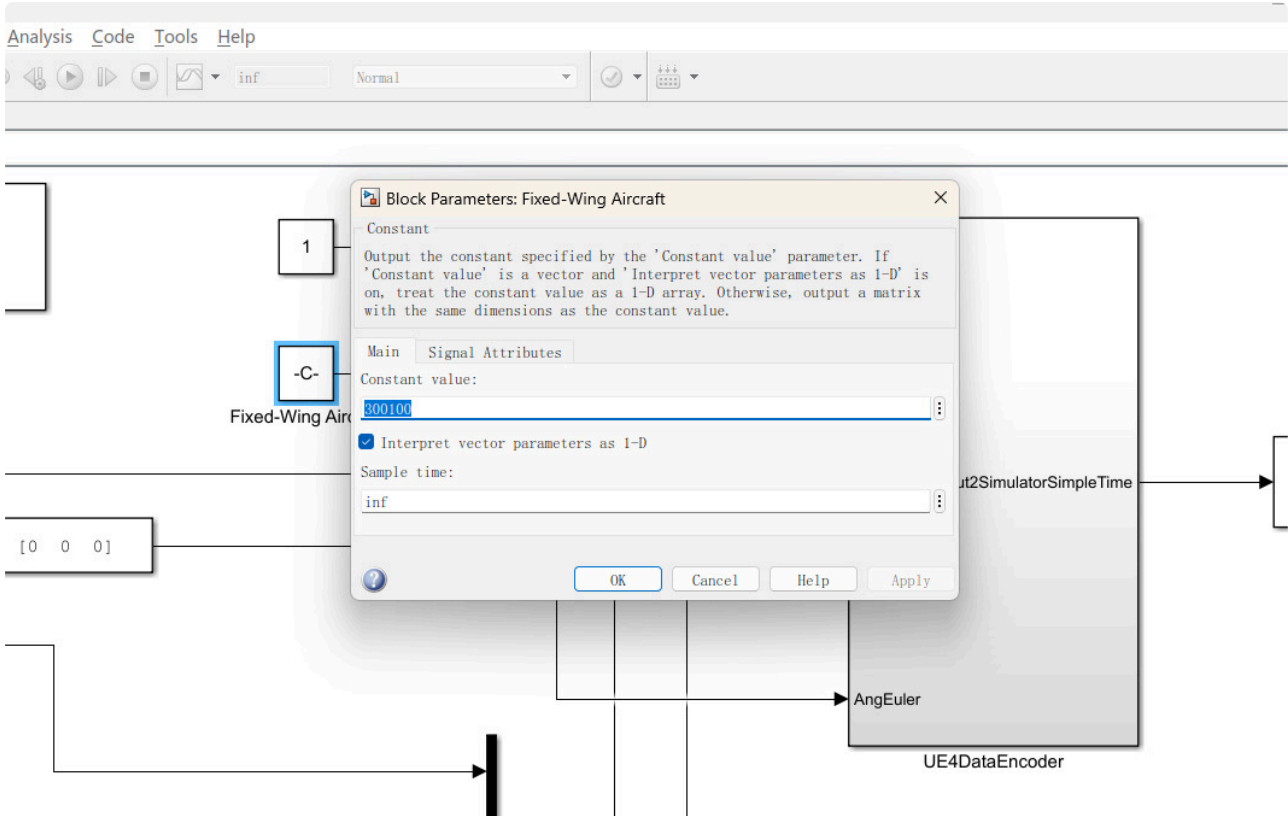 Analysis Code Tools Help
inf Normal
Block Parameters: Fixed-Wing Aircraft
Constant
Output the constant specified by the 'Constant value' parameter. If
'Constant value' is a vector and 'Interpret vector parameters as 1-D' is
on, treat the constant value as a 1-D array. Otherwise, output a matrix
with the same dimensions as the constant value.
Main Signal Attributes
Constant value:
300100
Interpret vector parameters as 1-D
Sample time:
inf
OK Cancel Help Apply
1
-C-
Fixed-Wing
[0 0 0]
ut2SimulatorSimpleTime
AngEuler
UE4DataEncoder